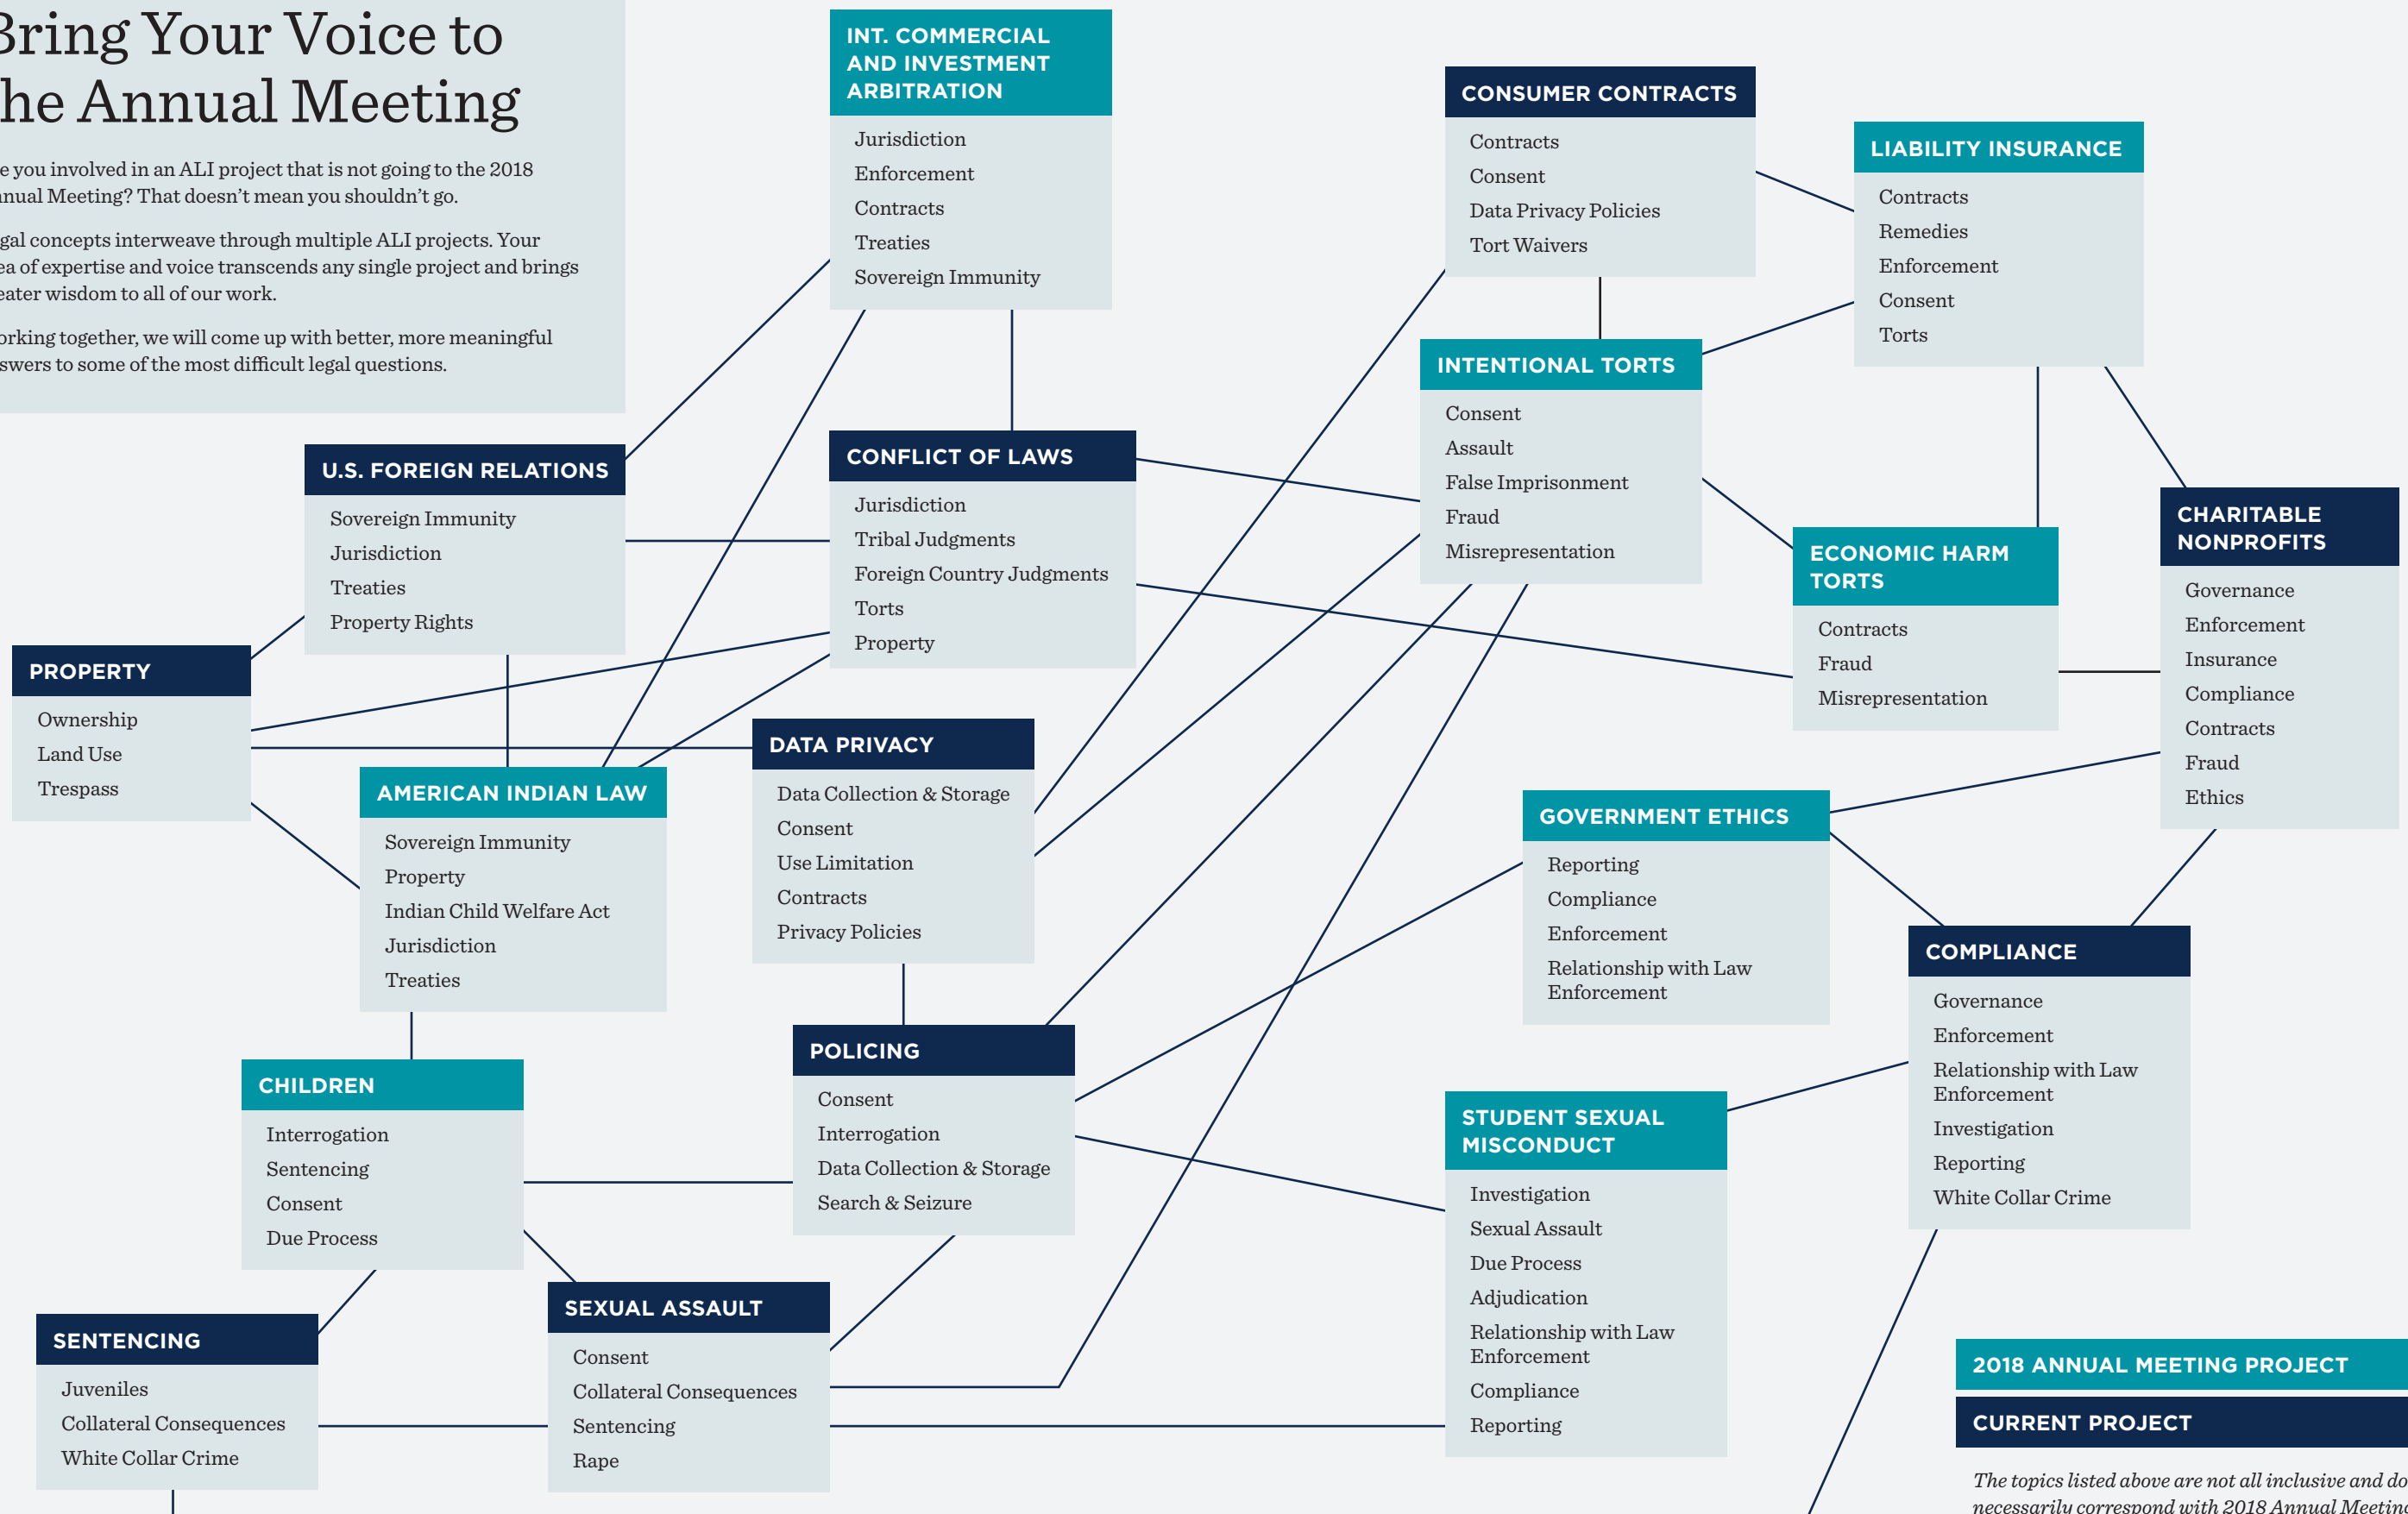 Bring Your Voice to
he Annual Meeting
e you involved in an ALI project that is not going to the 2018
nnual Meeting? That doesn’t mean you shouldn’t go.
gal concepts interweave through multiple ALI projects. Your
ea of expertise and voice transcends any single project and brings
eater wisdom to all of our work.
orking together, we will come up with better, more meaningful
swers to some of the most difficult legal questions.
INT. COMMERCIAL
AND INVESTMENT
ARBITRATION
Jurisdiction
Enforcement
Contracts
Treaties
Sovereign Immunity
CONSUMER CONTRACTS
Contracts
Consent
Data Privacy Policies
Tort Waivers
LIABILITY INSURANCE
Contracts
Remedies
Enforcement
Consent
Torts
INTENTIONAL TORTS
Consent
Assault
False Imprisonment
Fraud
Misrepresentation
U.S. FOREIGN RELATIONS
Sovereign Immunity
Jurisdiction
Treaties
Property Rights
CONFLICT OF LAWS
Jurisdiction
Tribal Judgments
Foreign Country Judgments
Torts
Property
ECONOMIC HARM
TORTS
Contracts
Fraud
Misrepresentation
CHARITABLE
NONPROFITS
Governance
Enforcement
Insurance
Compliance
Contracts
Fraud
Ethics
PROPERTY
Ownership
Land Use
Trespass
AMERICAN INDIAN LAW
Sovereign Immunity
Property
Indian Child Welfare Act
Jurisdiction
Treaties
DATA PRIVACY
Data Collection & Storage
Consent
Use Limitation
Contracts
Privacy Policies
GOVERNMENT ETHICS
Reporting
Compliance
Enforcement
Relationship with Law
Enforcement
COMPLIANCE
Governance
Enforcement
Relationship with Law
Enforcement
Investigation
Reporting
White Collar Crime
CHILDREN
Interrogation
Sentencing
Consent
Due Process
POLICING
Consent
Interrogation
Data Collection & Storage
Search & Seizure
STUDENT SEXUAL
MISCONDUCT
Investigation
Sexual Assault
Due Process
Adjudication
Relationship with Law
Enforcement
Compliance
Reporting
SENTENCING
Juveniles
Collateral Consequences
White Collar Crime
SEXUAL ASSAULT
Consent
Collateral Consequences
Sentencing
Rape
2018 ANNUAL MEETING PROJECT
CURRENT PROJECT
The topics listed above are not all inclusive and do
necessarily correspond with 2018 Annual Meeting